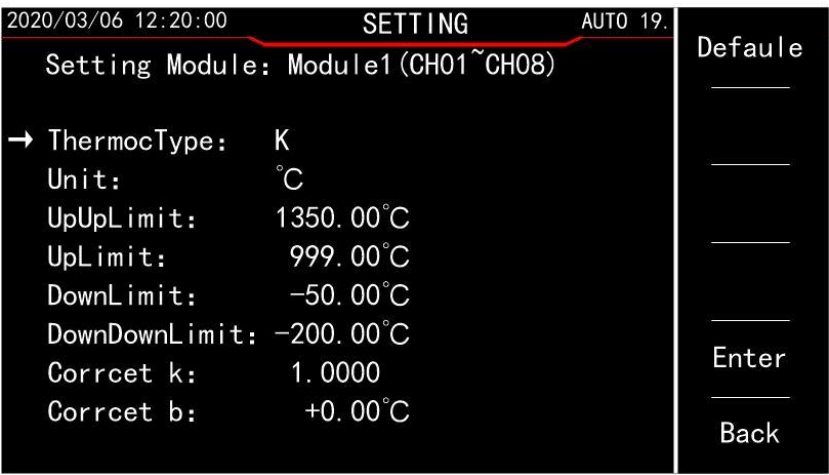 2020/03/06 12:20:00 SETTING AUTO 19.
Defaule
Setting Module: Module1(CH01~CH08)
→ ThermocType: K
Unit: °C
UpUpLimit: 1350.00°C
UpLimit: 999.00°C
DownLimit: -50.00°C
DownDownLimit: -200.00°C
Corrcet k: 1.0000
Corrcet b: +0.00°C
Enter
Back